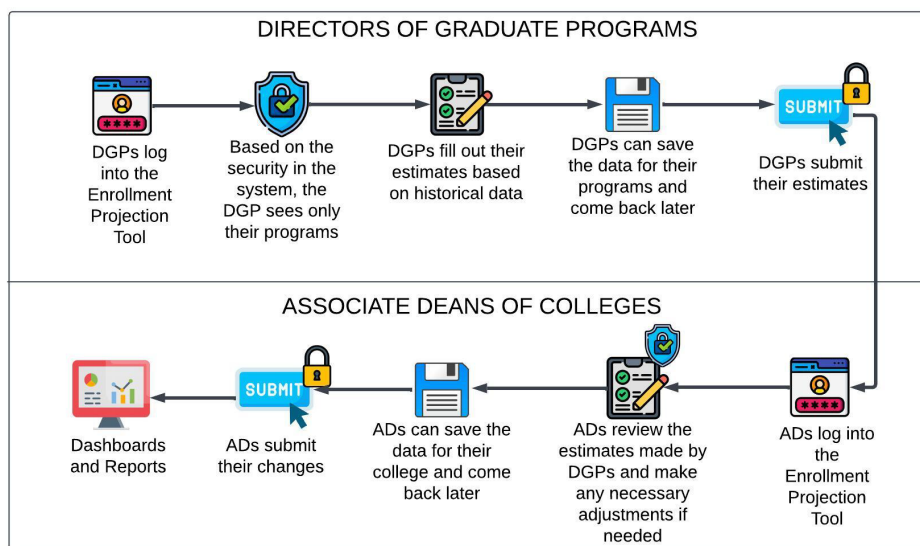 DIRECTORS OF GRADUATE PROGRAMS
****
SUBMIT
DGPs log
into the
Enrollment
Projection
Tool
Based on the
security in the
system, the
DGP sees only
their programs
DGPs fill out their
estimates based
on historical data
DGPs can save
the data for their
programs and
come back later
DGPs submit
their estimates
ASSOCIATE DEANS OF COLLEGES
SUBMIT
****
Dashboards
and Reports
ADs submit
their changes
ADs can save the
data for their
college and come
back later
ADs review the
estimates made by
DGPs and make
any necessary
adjustments if
needed
ADs log into
the
Enrollment
Projection
Tool